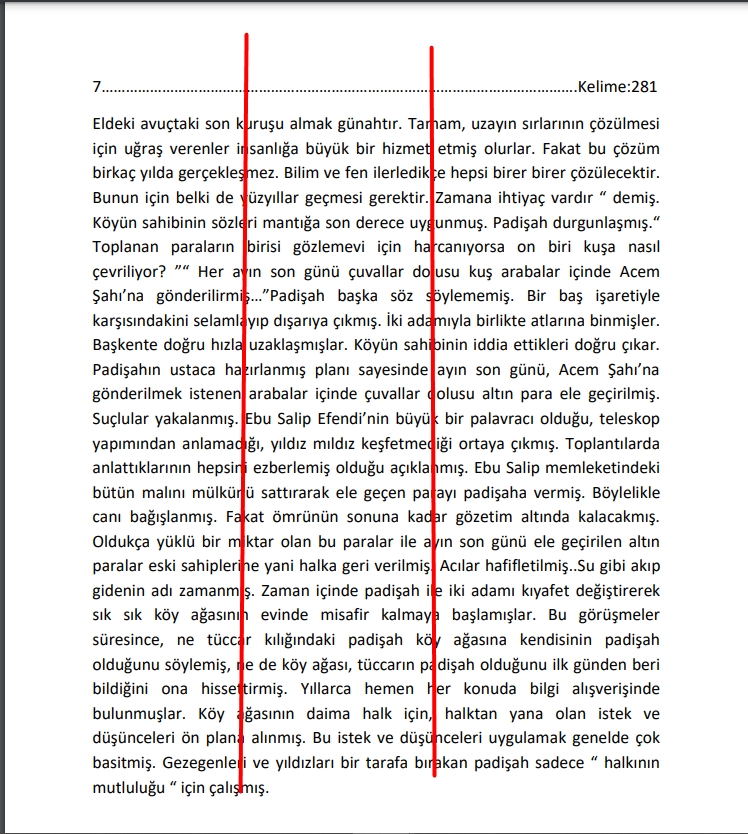 7……………………………………………………………………………………………………….Kelime:281
Eldeki avuçtaki son kuruşu almak günahtır. Tamam, uzayın sırlarının çözülmesi
için uğraş verenler insanlığa büyük bir hizmet etmiş olurlar. Fakat bu çözüm
birkaç yılda gerçekleşmez. Bilim ve fen ilerledikçe hepsi birer birer çözülecektir.
Bunun için belki de yüzyıllar geçmesi gerektir. Zamana ihtiyaç vardır “ demiş.
Köyün sahibinin sözleri mantığa son derece uygunmuş. Padişah durgunlaşmış.“
Toplanan paraların birisi gözlemevi için harcanıyorsa on biri kuşa nasıl
çevriliyor? ”“ Her ayın son günü çuvallar dolusu kuş arabalar içinde Acem
Şahı’na gönderilirmiş…”Padişah başka söz söylememiş. Bir baş işaretiyle
karşısındakini selamlayıp dışarıya çıkmış. İki adamıyla birlikte atlarına binmişler.
Başkente doğru hızla uzaklaşmışlar. Köyün sahibinin iddia ettikleri doğru çıkar.
Padişahın ustaca hazırlanmış planı sayesinde ayın son günü, Acem Şahı’na
gönderilmek istenen arabalar içinde çuvallar dolusu altın para ele geçirilmiş.
Suçlular yakalanmış. Ebu Salip Efendi’nin büyük bir palavracı olduğu, teleskop
yapımından anlamadığı, yıldız mıldız keşfetmediği ortaya çıkmış. Toplantılarda
anlattıklarının hepsini ezberlemiş olduğu açıklanmış. Ebu Salip memleketindeki
bütün malını mülkünü sattırarak ele geçen parayı padişaha vermiş. Böylelikle
canı bağışlanmış. Fakat ömrünün sonuna kadar gözetim altında kalacakmış.
Oldukça yüklü bir miktar olan bu paralar ile ayın son günü ele geçirilen altın
paralar eski sahiplerine yani halka geri verilmiş. Acılar hafifletilmiş..Su gibi akıp
gidenin adı zamanmış. Zaman içinde padişah ile iki adamı kıyafet değiştirerek
sık sık köy ağasının evinde misafir kalmaya başlamışlar. Bu görüşmeler
süresince, ne tüccar kılığındaki padişah köy ağasına kendisinin padişah
olduğunu söylemiş, ne de köy ağası, tüccarın padişah olduğunu ilk günden beri
bildiğini ona hissettirmiş. Yıllarca hemen her konuda bilgi alışverişinde
bulunmuşlar. Köy ağasının daima halk için, halktan yana olan istek ve
düşünceleri ön plana alınmış. Bu istek ve düşünceleri uygulamak genelde çok
basitmiş. Gezegenleri ve yıldızları bir tarafa bırakan padişah sadece “ halkının
mutluluğu “ için çalışmış.